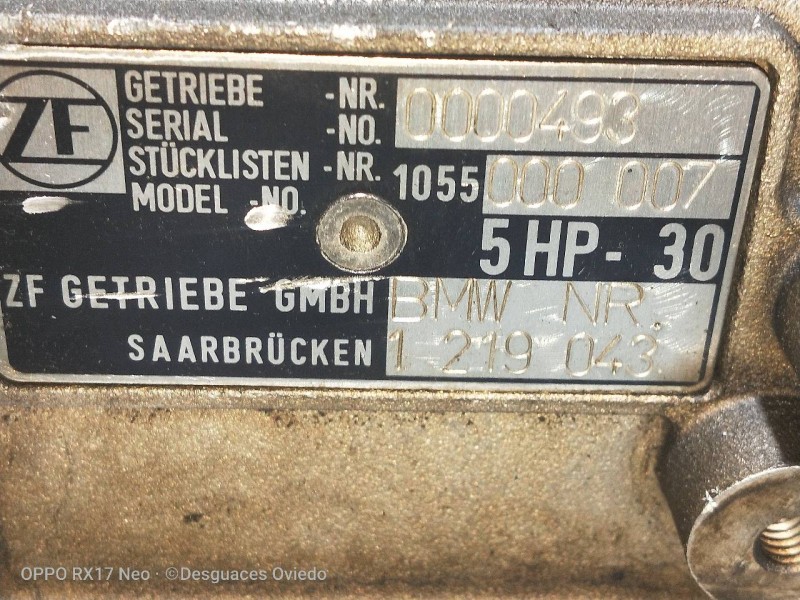 ZF
GETRIEBE -NR. 0000493
SERIAL -NO.
STÜCKLISTEN -NR. 1055 000 007
MODEL -NO.
5 HP - 30
ZF GETRIEBE GMBH BMW NR.
SAARBRÜCKEN 1 219 043
OPPO RX17 Neo · ©Desguaces Oviedo